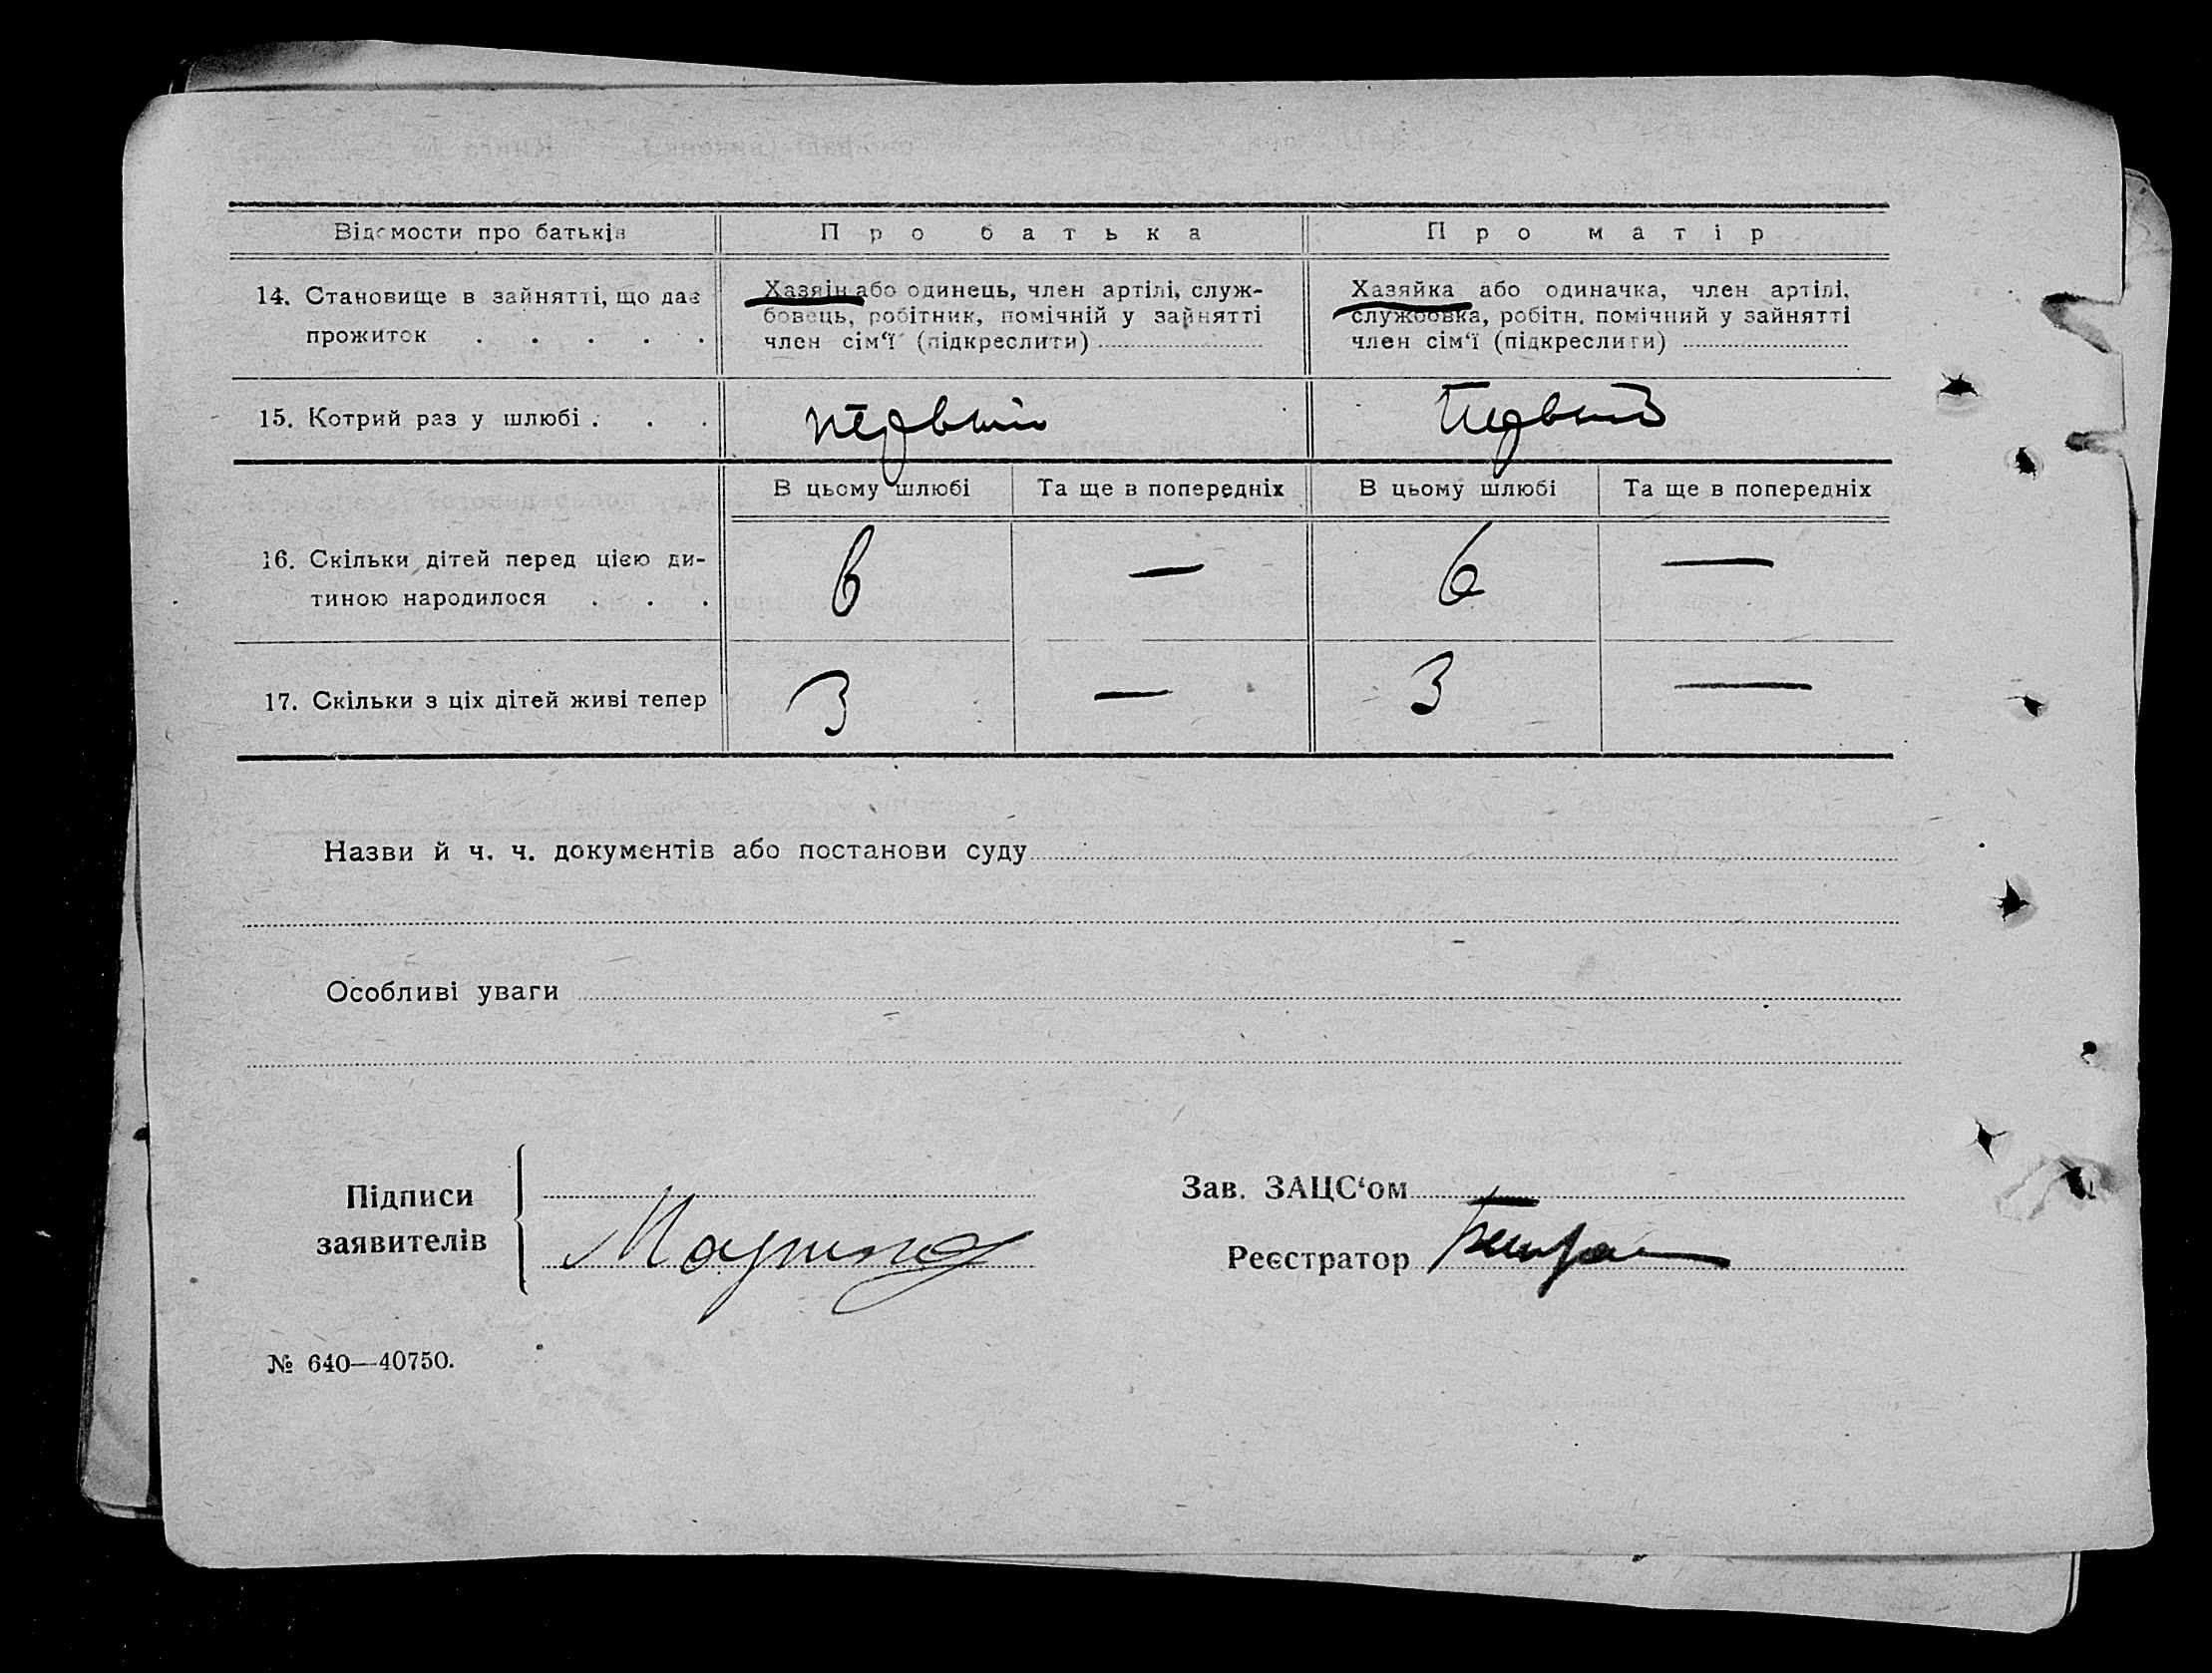 Відомости про батьків
Про батька
Про матір
14. Становище в зайнятті, що дає
прожиток . . . . .
Хазяїн або одинець, член артілі, служ-
бовець, робітник, помічній у зайнятті
член сім‘ї (підкреслити)
Хазяйка або одиначка, член артілі,
службовка, робітн. помічний у зайнятті
член сім‘ї (підкреслити)
15. Котрий раз у шлюбі . . .
первий
Первий
В цьому шлюбі
Та ще в попередніх
В цьому шлюбі
Та ще в попередніх
16. Скільки дітей перед цією ди-
тиною народилося . . .
6
—
6
—
17. Скільки з ціх дітей живі тепер
3
—
3
—
Назви й ч. ч. документів або постанови суду
Особливі уваги
Підписи
заявителів
Зав. ЗАЦС‘ом
Реєстратор
№ 640—40750.